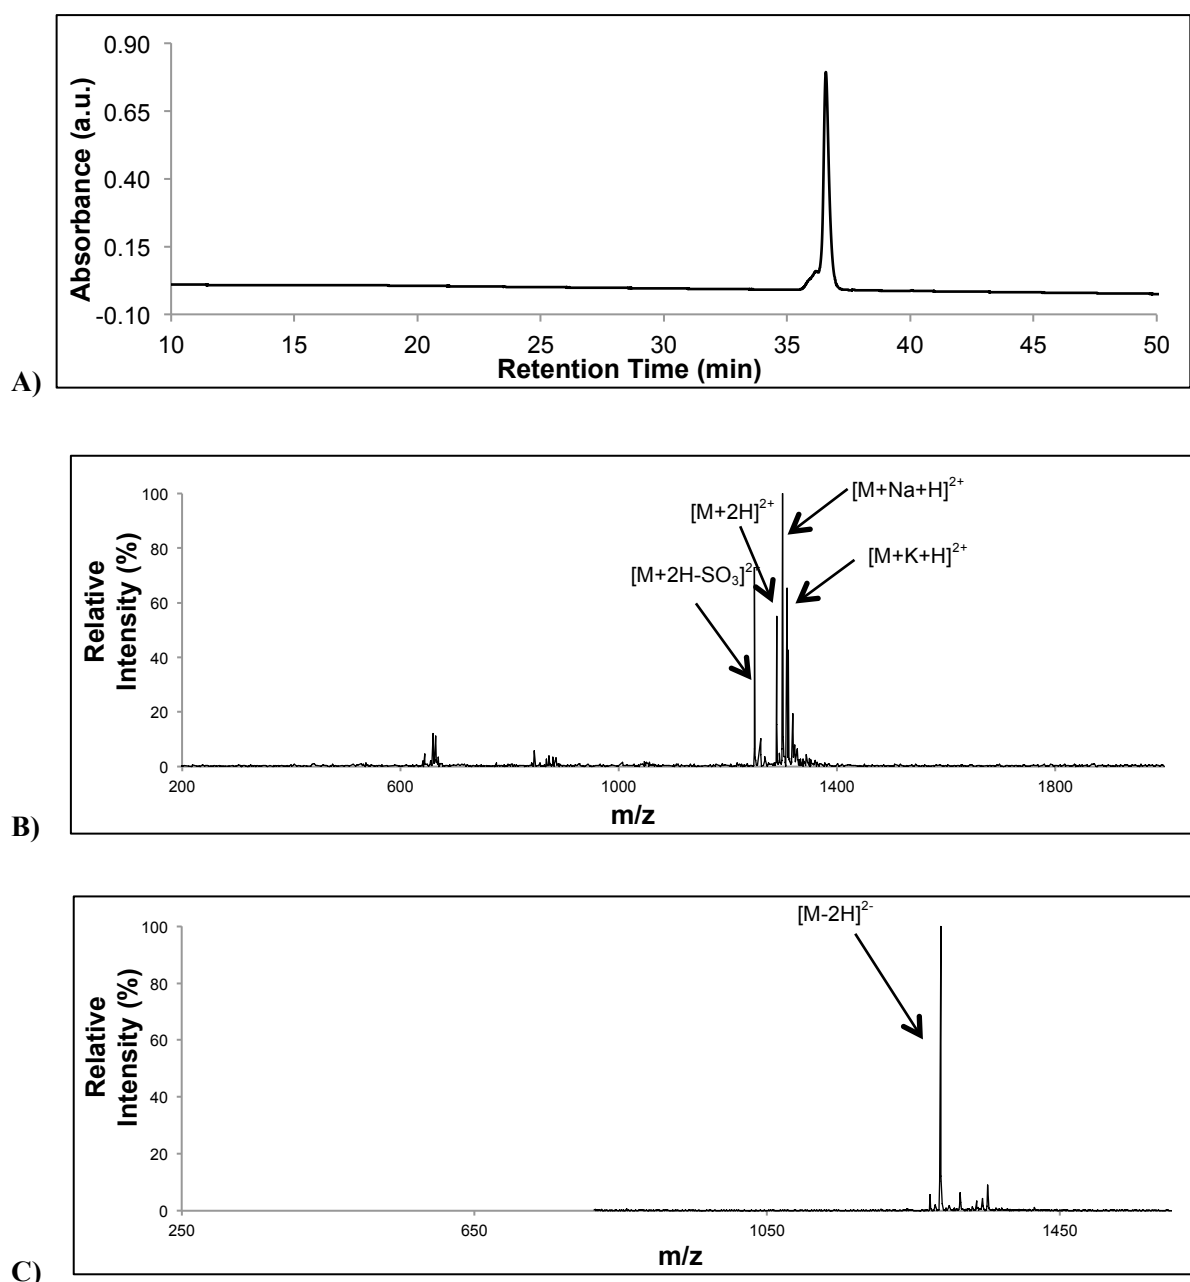 0.90
0.65
0.40
0.15
-0.10
Absorbance (a.u.)
10 15 20 25 30 35 40 45 50
Retention Time (min)
A)
[M+Na+H]2+
[M+2H]2+
[M+K+H]2+
[M+2H-SO3]2+
100
80
60
40
20
0
Relative
Intensity (%)
200 600 1000 1400 1800
m/z
B)
[M-2H]2-
100
80
60
40
20
0
Relative
Intensity (%)
250 650 1050 1450
m/z
C)